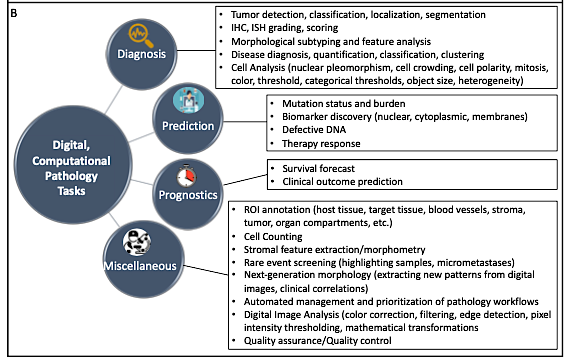 B
Diagnosis
• Tumor detection, classification, localization, segmentation
• IHC, ISH grading, scoring
• Morphological subtyping and feature analysis
• Disease diagnosis, quantification, classification, clustering
• Cell Analysis (nuclear pleomorphism, cell crowding, cell polarity, mitosis,
color, threshold, categorical thresholds, object size, heterogeneity)
Prediction
• Mutation status and burden
• Biomarker discovery (nuclear, cytoplasmic, membranes)
• Defective DNA
• Therapy response
Digital,
Computational
Pathology
Tasks
Prognostics
• Survival forecast
• Clinical outcome prediction
Miscellaneous
• ROI annotation (host tissue, target tissue, blood vessels, stroma,
tumor, organ compartments, etc.)
• Cell Counting
• Stromal feature extraction/morphometry
• Rare event screening (highlighting samples, micrometastases)
• Next-generation morphology (extracting new patterns from digital
images, clinical correlations)
• Automated management and prioritization of pathology workflows
• Digital Image Analysis (color correction, filtering, edge detection, pixel
intensity thresholding, mathematical transformations
• Quality assurance/Quality control